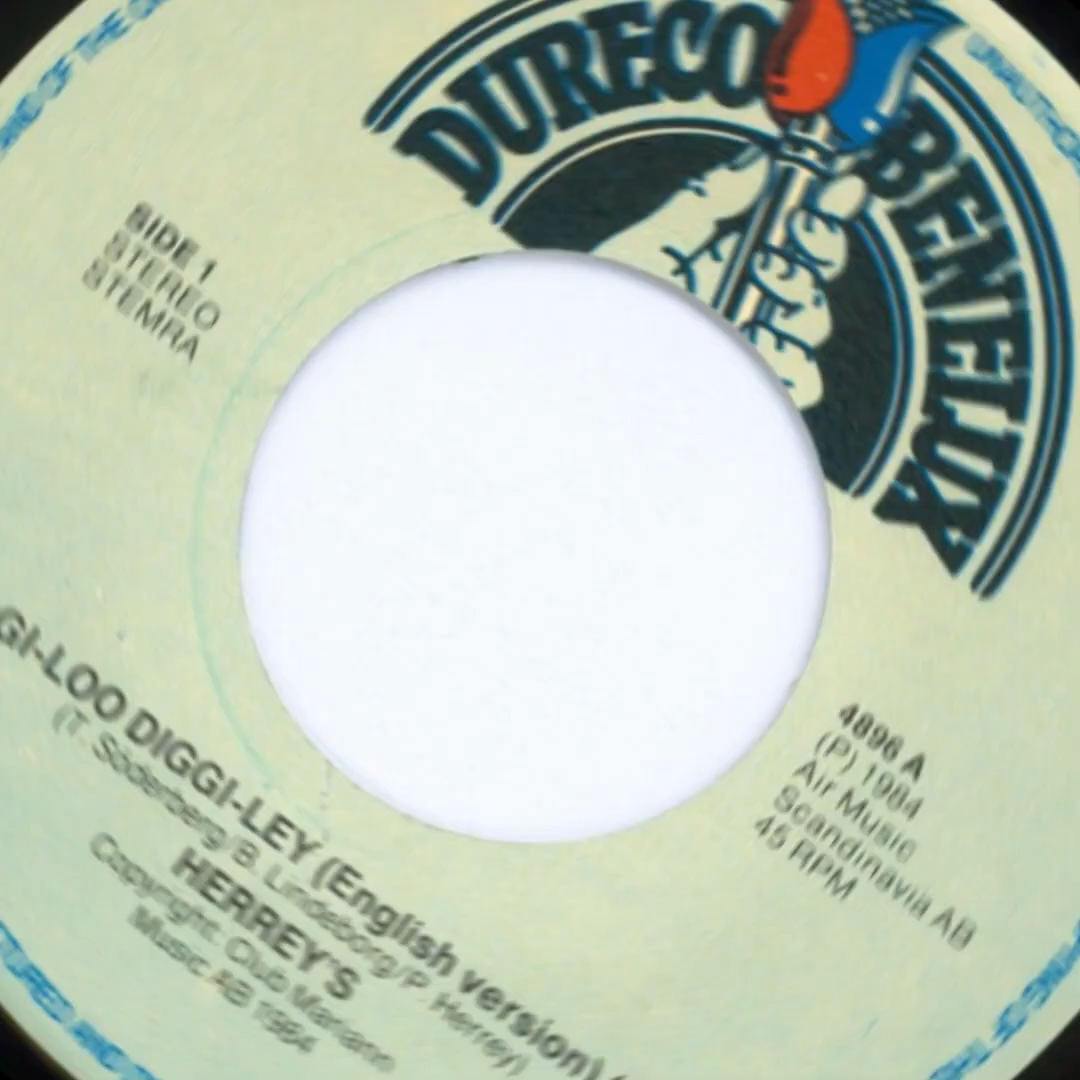 DURECO BENELUX
SIDE 1
STEREO
STEMRA
4896 A
(P) 1984
Air Music
Scandinavia AB
45 RPM
GI-LOO DIGGI-LEY (English version)
(T. Söderberg/B. Lindeborg/P. Herrey)
HERREY'S
Copyright: Club Mariann
Music AB 1984